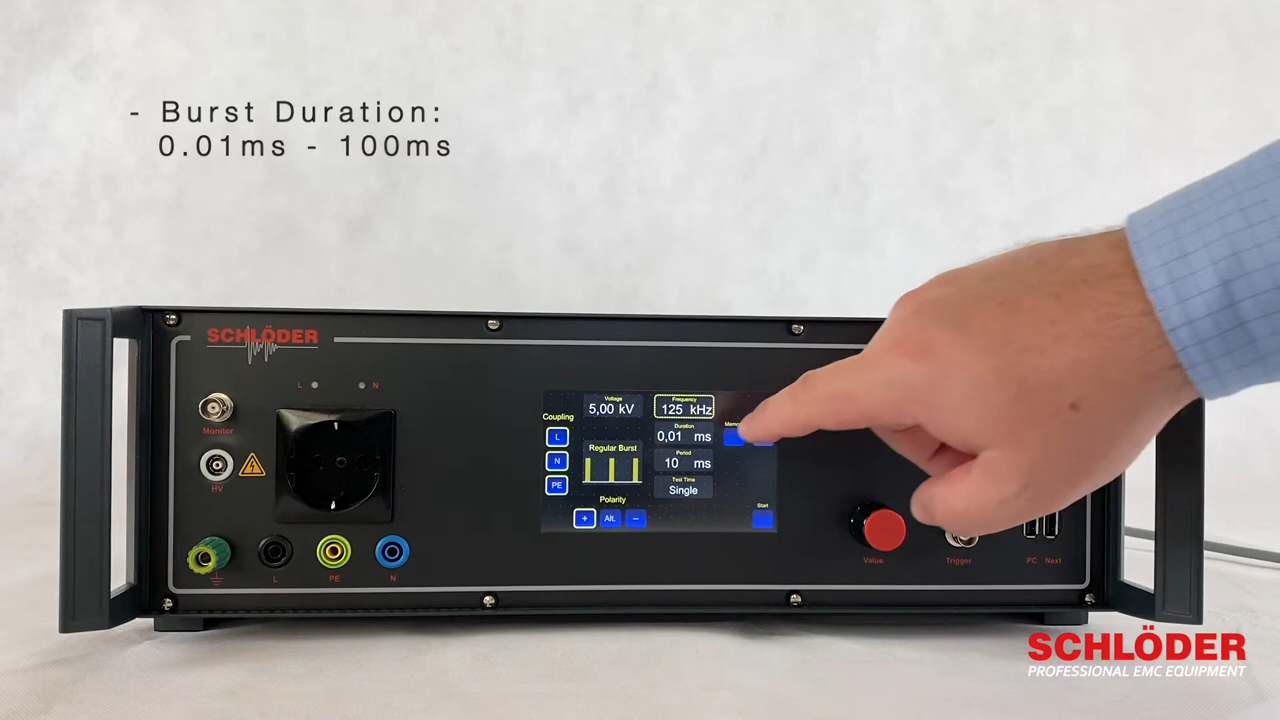 - Burst Duration:
0.01ms - 100ms
SCHLÖDER
L
N
Monitor
HV
L
PE
N
Coupling
L
N
PE
Voltage
5,00 kV
Regular Burst
Polarity
+
Alt.
−
Frequency
125 kHz
Duration
0,01 ms
Period
10 ms
Test Time
Single
Start
Value
Trigger
PC
Next
SCHLÖDER
PROFESSIONAL EMC EQUIPMENT